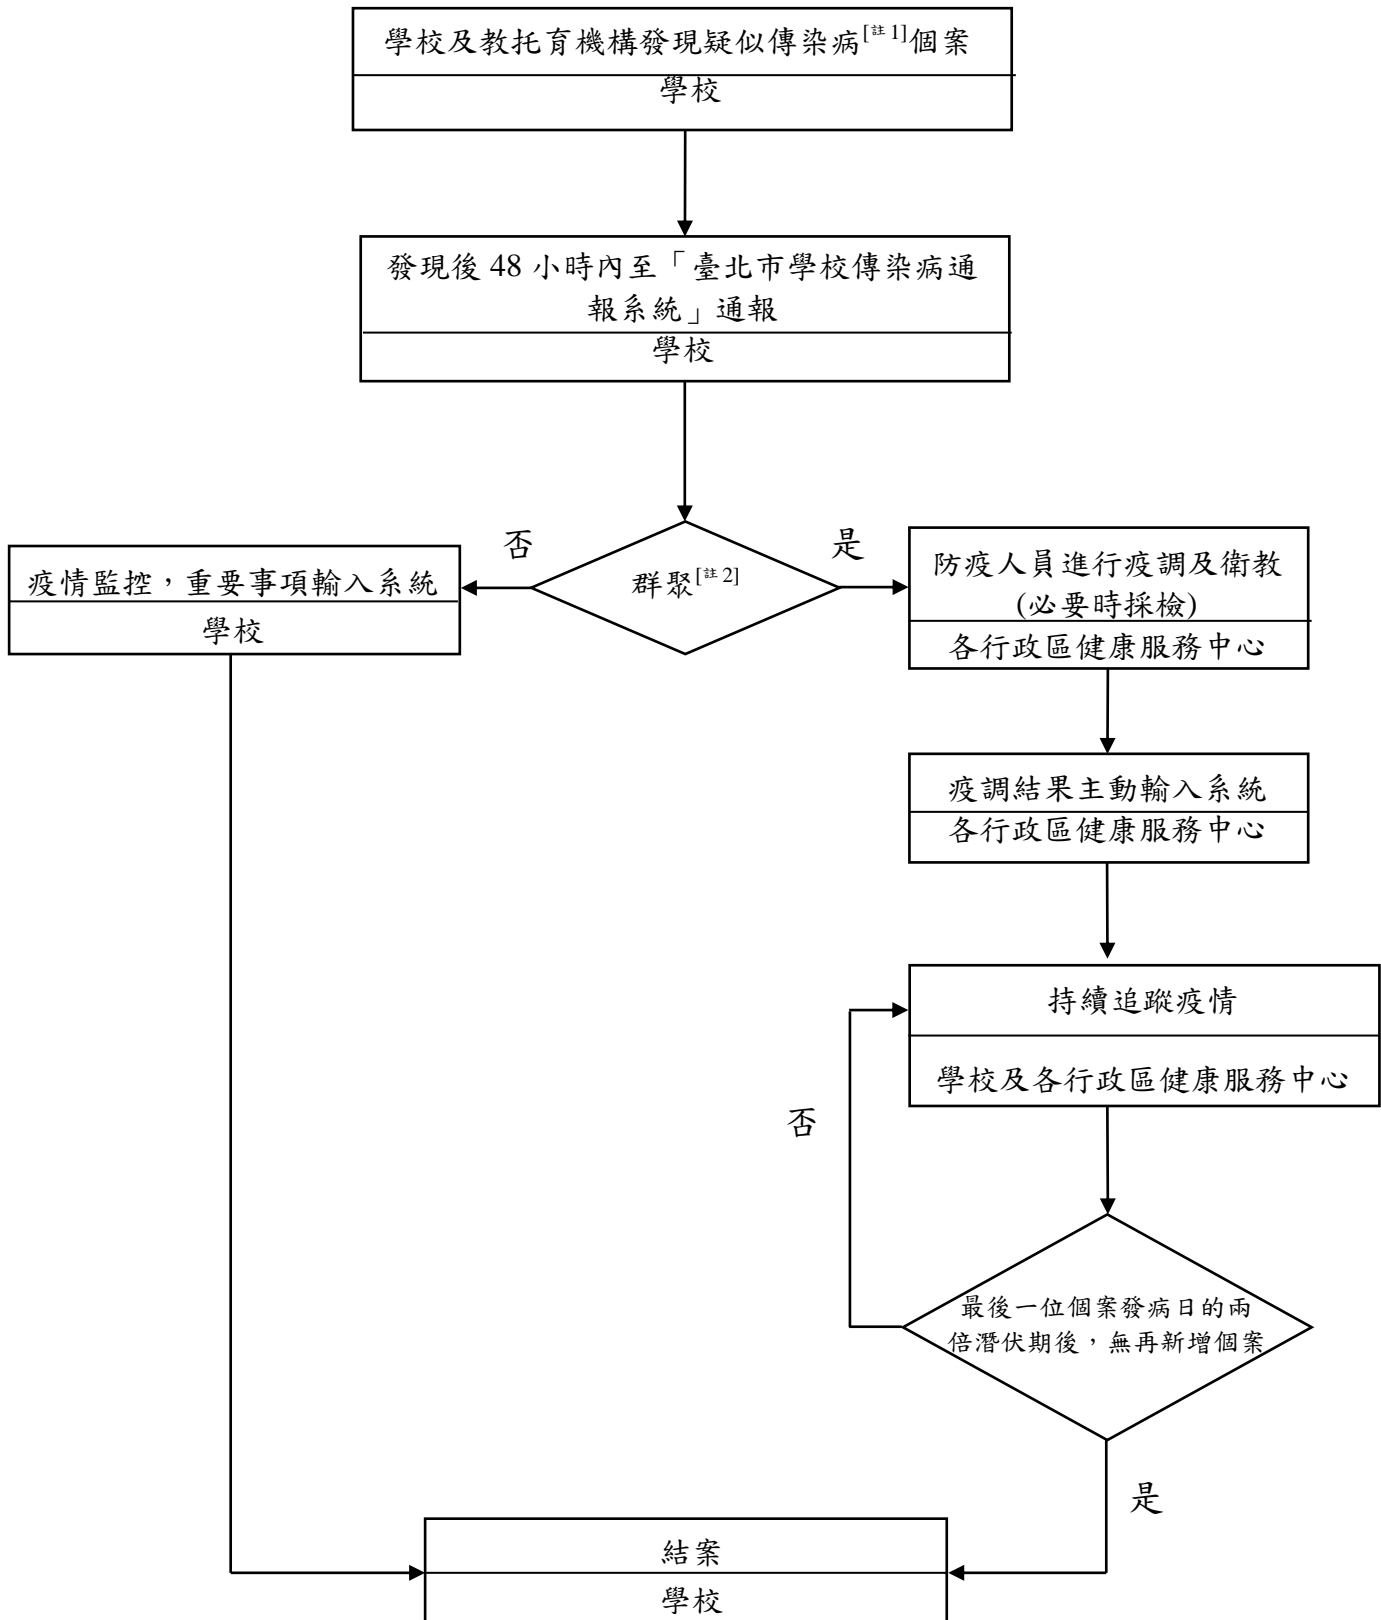 學校及教托育機構發現疑似傳染病[註1]個案
學校
發現後 48 小時內至「臺北市學校傳染病通
報系統」通報
學校
否
是
群聚[註2]
疫情監控，重要事項輸入系統
學校
防疫人員進行疫調及衛教
(必要時採檢)
各行政區健康服務中心
疫調結果主動輸入系統
各行政區健康服務中心
持續追蹤疫情
學校及各行政區健康服務中心
否
最後一位個案發病日的兩
倍潛伏期後，無再新增個案
是
結案
學校